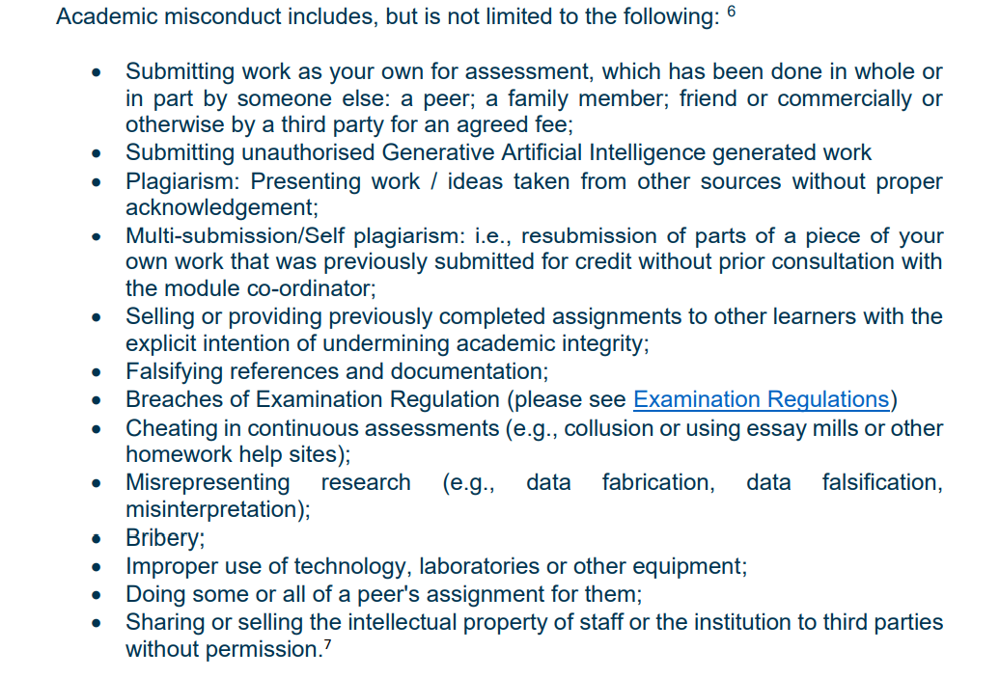 Academic misconduct includes, but is not limited to the following: 6
• Submitting work as your own for assessment, which has been done in whole or
in part by someone else: a peer; a family member; friend or commercially or
otherwise by a third party for an agreed fee;
• Submitting unauthorised Generative Artificial Intelligence generated work
• Plagiarism: Presenting work / ideas taken from other sources without proper
acknowledgement;
• Multi-submission/Self plagiarism: i.e., resubmission of parts of a piece of your
own work that was previously submitted for credit without prior consultation with
the module co-ordinator;
• Selling or providing previously completed assignments to other learners with the
explicit intention of undermining academic integrity;
• Falsifying references and documentation;
• Breaches of Examination Regulation (please see Examination Regulations)
• Cheating in continuous assessments (e.g., collusion or using essay mills or other
homework help sites);
• Misrepresenting research (e.g., data fabrication, data falsification,
misinterpretation);
• Bribery;
• Improper use of technology, laboratories or other equipment;
• Doing some or all of a peer's assignment for them;
• Sharing or selling the intellectual property of staff or the institution to third parties
without permission.7